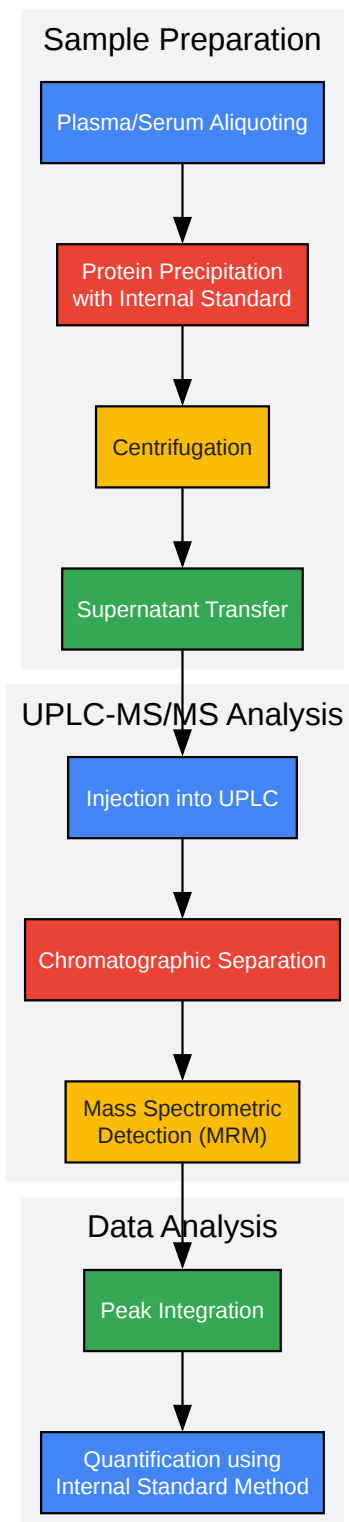 Sample Preparation
Plasma/Serum Aliquoting
Protein Precipitation
with Internal Standard
Centrifugation
Supernatant Transfer
UPLC-MS/MS Analysis
Injection into UPLC
Chromatographic Separation
Mass Spectrometric
Detection (MRM)
Data Analysis
Peak Integration
Quantification using
Internal Standard Method